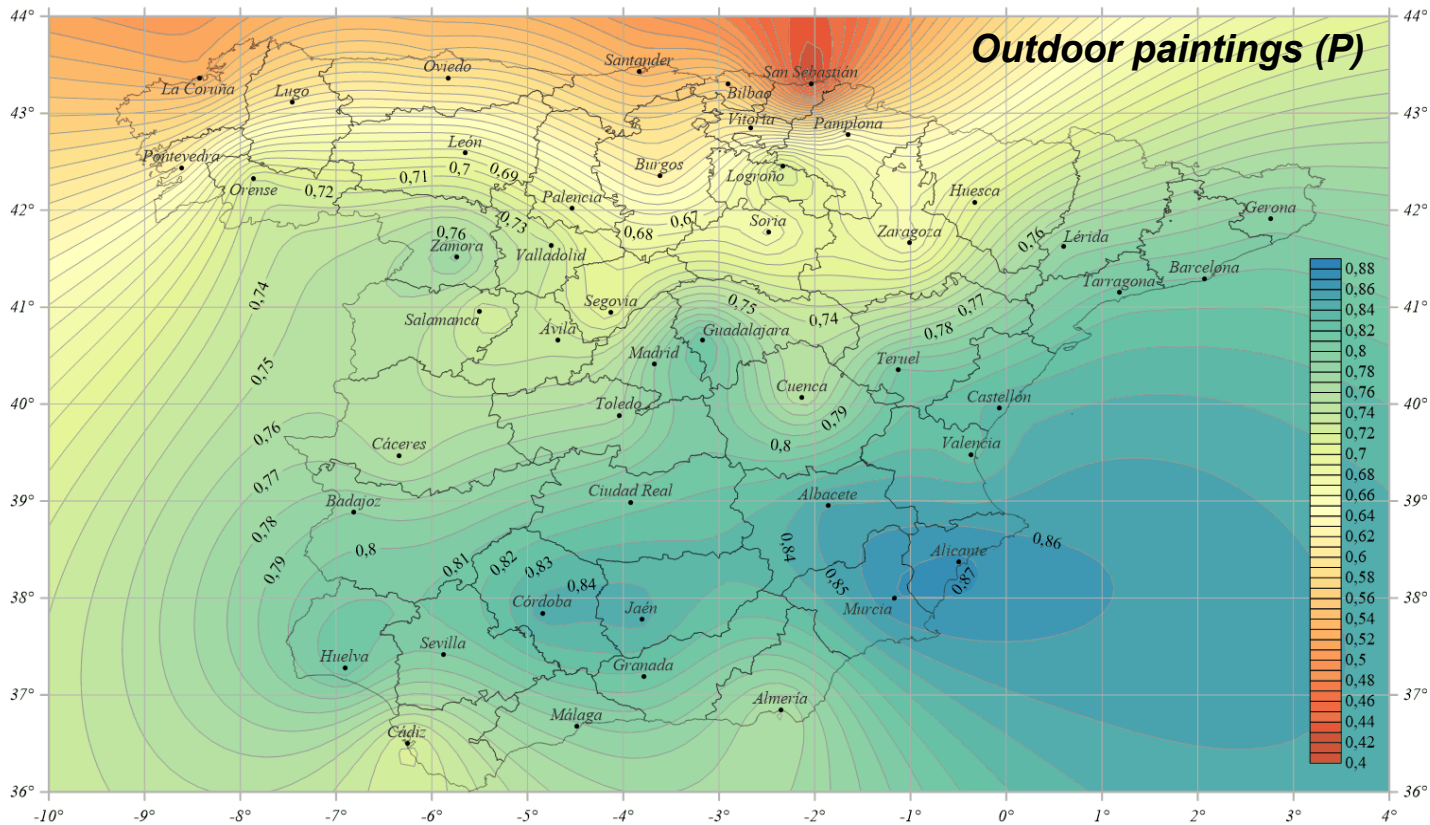 44°
44°
Outdoor paintings (P)
Santander
Oviedo
San Sebastián
La Coruña
Lugo
Bilbao
43°
43°
Vitoria
Pamplona
León
Pontevedra
Burgos
Logroño
0,7
0,69
0,71
0,72
Orense
Huesca
Palencia
42°
42°
Gerona
0,73
0,67
0,68
Soria
0,76
Zamora
Zaragoza
0,76
Lérida
Valladolid
Barcelona
0,88
Tarragona
0,74
0,86
Segovia
0,75
0,77
41°
41°
0,84
Salamanca
0,74
Ávila
Guadalajara
0,78
0,82
0,8
Madrid
Teruel
0,75
0,78
Cuenca
0,76
Toledo
Castellón
40°
40°
0,74
0,79
0,76
0,72
Cáceres
0,8
Valencia
0,7
0,77
0,68
Ciudad Real
Albacete
39°
39°
Badajoz
0,66
0,78
0,64
0,8
0,84
0,86
0,62
Alicante
0,79
0,81
0,82
0,83
0,6
0,84
0,85
0,87
0,58
Córdoba
Jaén
Murcia
38°
38°
0,56
0,54
Sevilla
0,52
Huelva
Granada
0,5
37°
37°
0,48
Almería
0,46
Málaga
0,44
Cádiz
0,42
0,4
36°
36°
-10° -9° -8° -7° -6° -5° -4° -3° -2° -1° 0° 1° 2° 3° 4°